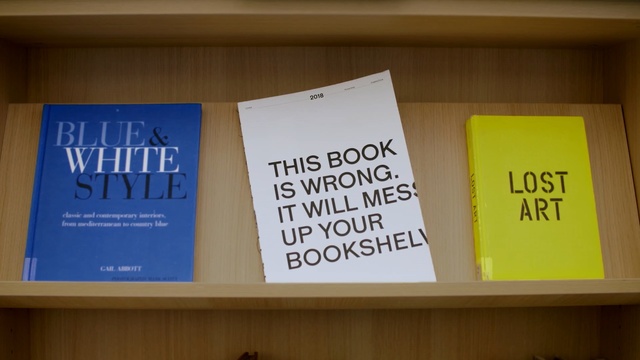 BLUE &
WHITE
STYLE
classic and contemporary interiors,
from mediterranean to country blue
GAIL ABBOTT
2018
THIS BOOK
IS WRONG.
IT WILL MESS
UP YOUR
BOOKSHELV
LOST
ART